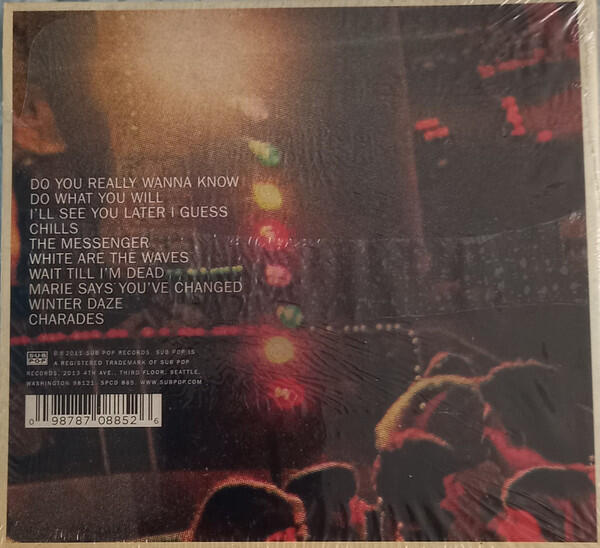 DO YOU REALLY WANNA KNOW
DO WHAT YOU WILL
I'LL SEE YOU LATER I GUESS
CHILLS
THE MESSENGER
WHITE ARE THE WAVES
WAIT TILL I'M DEAD
MARIE SAYS YOU'VE CHANGED
WINTER DAZE
CHARADES
SUB POP
℗ © 2011 SUB POP RECORDS. SUB POP IS
A REGISTERED TRADEMARK OF SUB POP
RECORDS, 2013 4TH AVE., THIRD FLOOR, SEATTLE,
WASHINGTON 98121. SPCD 885. WWW.SUBPOP.COM
0 98787 08852 6